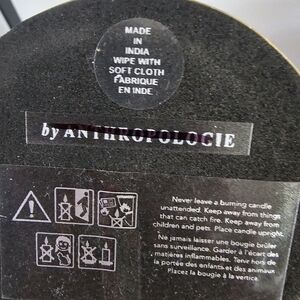 MADE
IN
INDIA
WIPE WITH
SOFT CLOTH
FABRIQUE
EN INDE
by ANTHROPOLOGIE
Never leave a burning candle
unattended. Keep away from things
that can catch fire. Keep away from
children and pets. Place candle upright.
Ne jamais laisser une bougie brûler
sans surveillance. Garder à l'écart des
matières inflammables. Tenir hors de
la portée des enfants et des animaux
Placez la bougie à la vertica